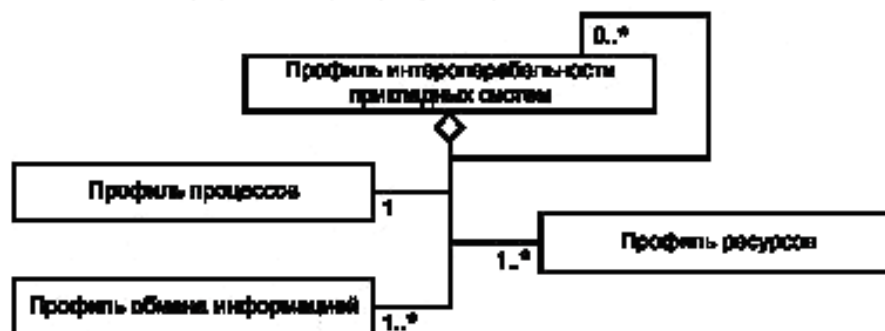 0..*
Профиль интероперабельности
прикладных систем
Профиль процессов
1
Профиль ресурсов
1..*
Профиль обмена информацией
1..*